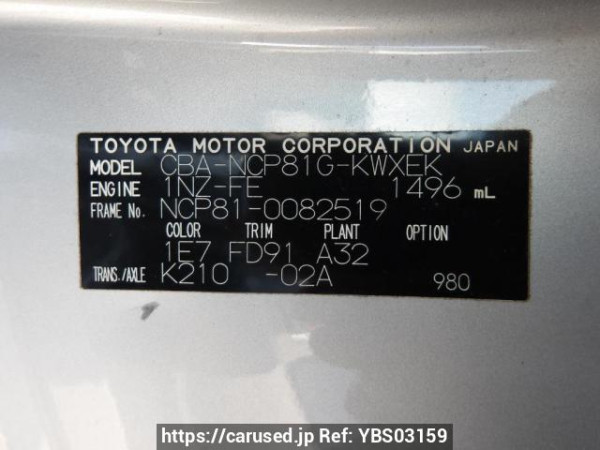 TOYOTA MOTOR CORPORATION JAPAN
MODEL CBA-NCP81G-KWXEK
ENGINE 1NZ-FE 1496 mL
FRAME No. NCP81-0082519
COLOR TRIM PLANT OPTION
1E7 FD91 A32
TRANS./AXLE K210 -02A 980
https://carused.jp Ref: YBS03159